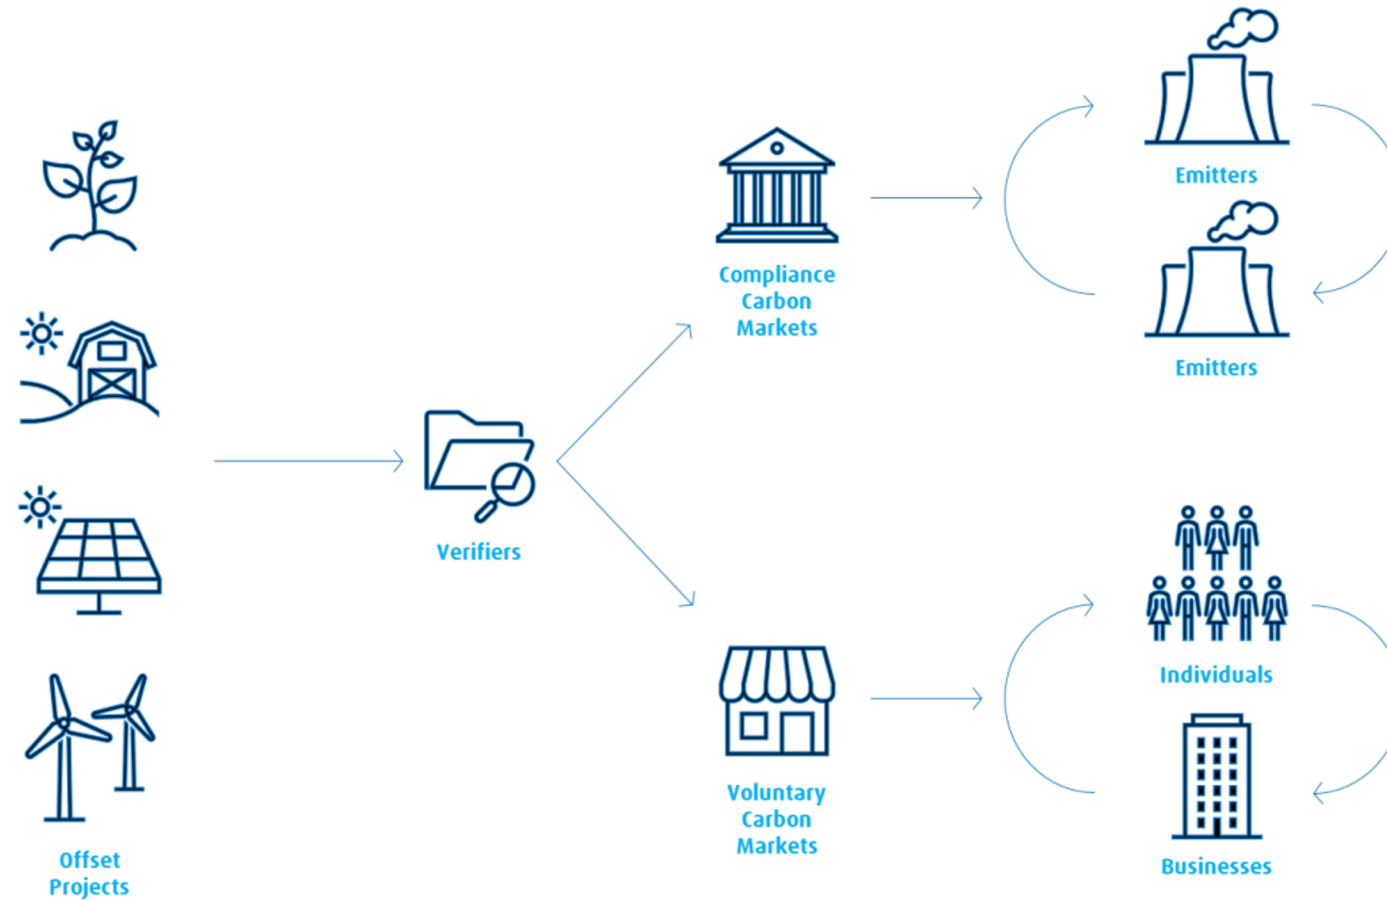 Emitters
Compliance
Carbon
Markets
Emitters
Verifiers
Individuals
Voluntary
Carbon
Markets
Offset
Projects
Businesses